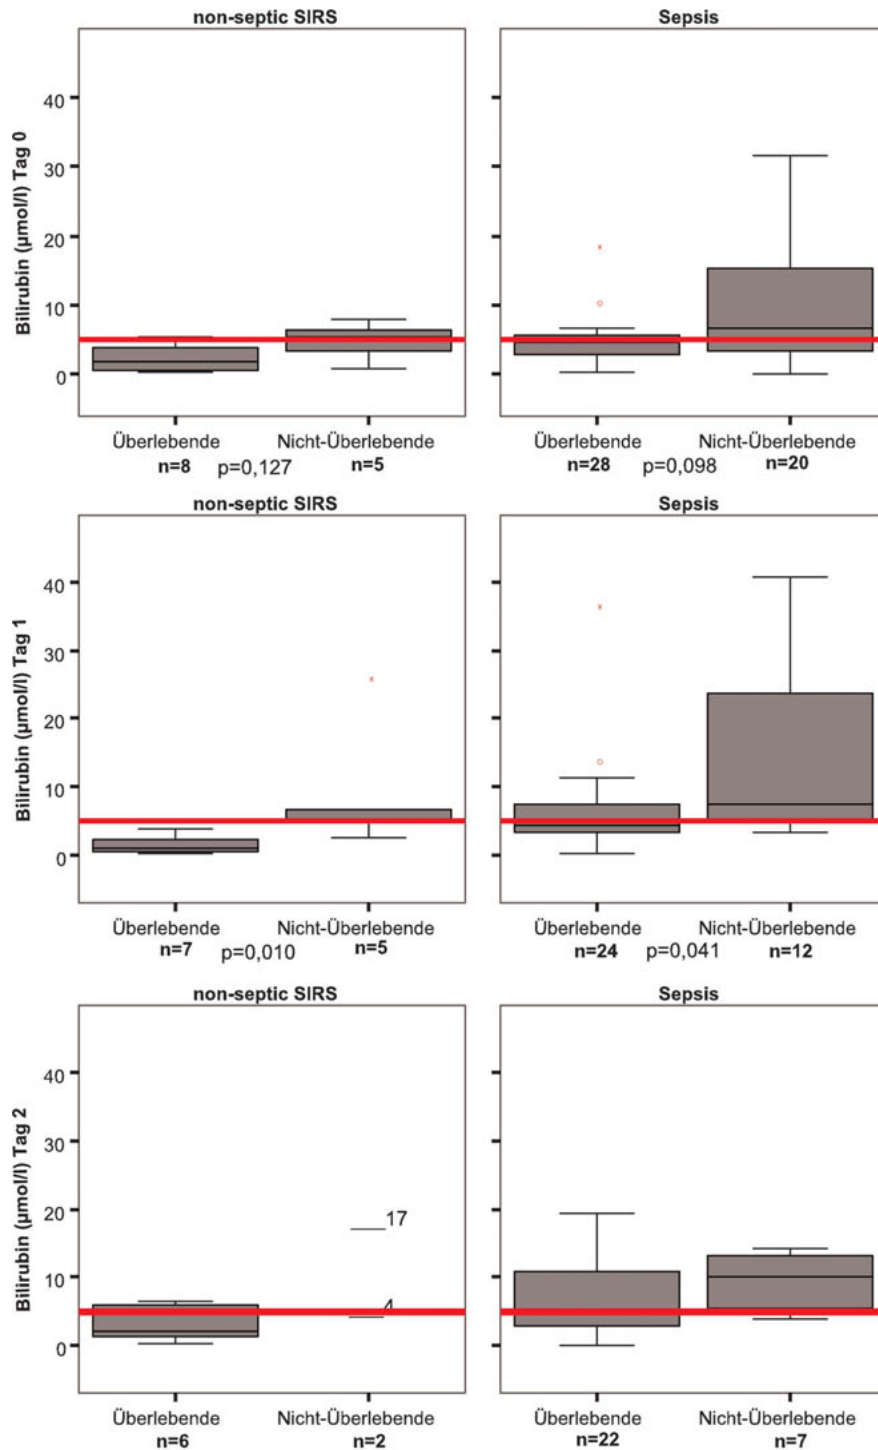 non-septic SIRS
Sepsis
Bilirubin (µmol/l) Tag 0
40
30
20
10
0
Überlebende
Nicht-Überlebende
Überlebende
Nicht-Überlebende
n=8
p=0,127
n=5
n=28
p=0,098
n=20
non-septic SIRS
Sepsis
Bilirubin (µmol/l) Tag 1
40
30
20
10
0
Überlebende
Nicht-Überlebende
Überlebende
Nicht-Überlebende
n=7
p=0,010
n=5
n=24
p=0,041
n=12
non-septic SIRS
Sepsis
Bilirubin (µmol/l) Tag 2
40
30
20
17
10
4
0
Überlebende
Nicht-Überlebende
Überlebende
Nicht-Überlebende
n=6
n=2
n=22
n=7